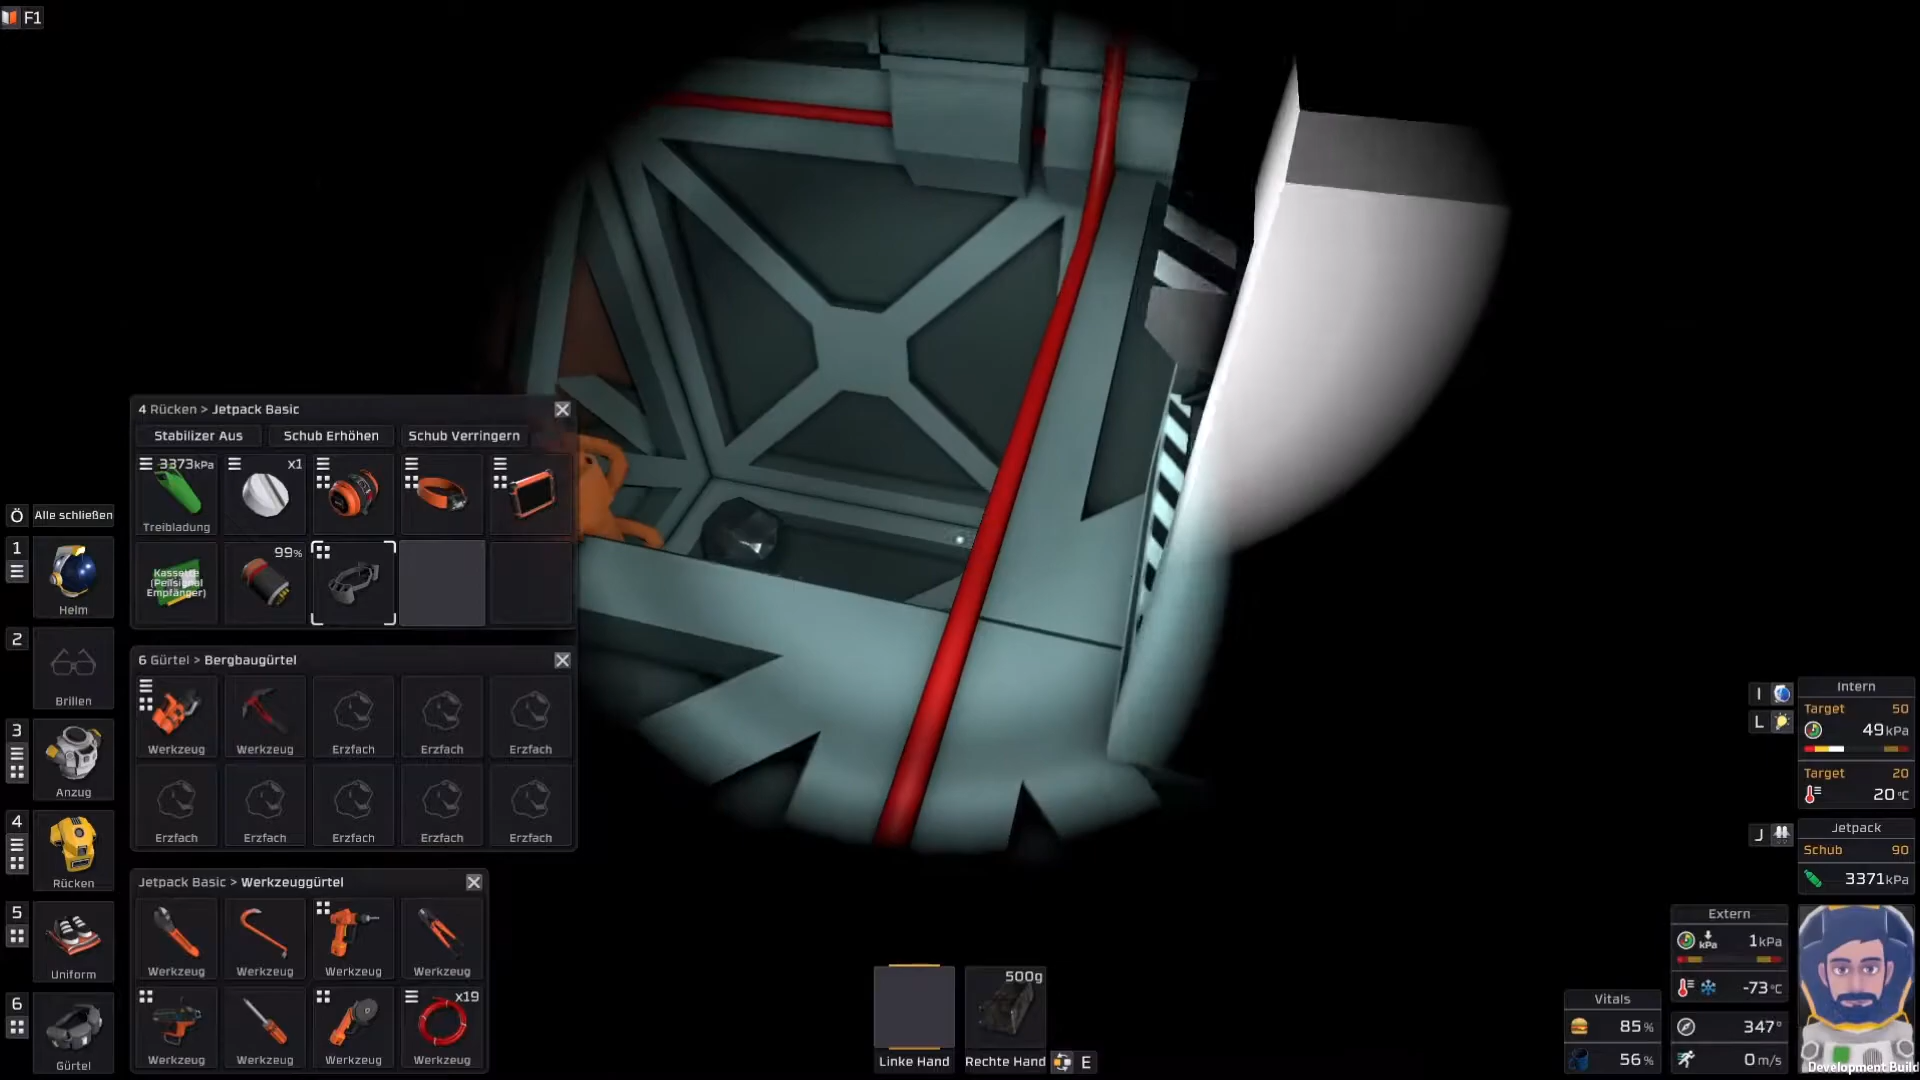 F1
4 Rücken > Jetpack Basic
Stabilizer Aus
Schub Erhöhen
Schub Verringern
3373kPa
x1
Treibladung
Kassette
(Peilsignal
Empfänger)
99%
Ö
Alle schließen
1
Helm
2
Brillen
3
Anzug
4
Rücken
5
Uniform
6
Gürtel
6 Gürtel > Bergbaugürtel
Werkzeug
Werkzeug
Erzfach
Erzfach
Erzfach
Erzfach
Erzfach
Erzfach
Erzfach
Erzfach
Jetpack Basic > Werkzeuggürtel
Werkzeug
Werkzeug
Werkzeug
Werkzeug
x19
Werkzeug
Werkzeug
Werkzeug
Werkzeug
500g
Linke Hand
Rechte Hand
E
I
L
Intern
Target 50
49kPa
Target 20
20°C
J
Jetpack
Schub 90
3371kPa
Extern
kPa
1kPa
-73°C
347°
0m/s
Vitals
85%
56%
Development Build